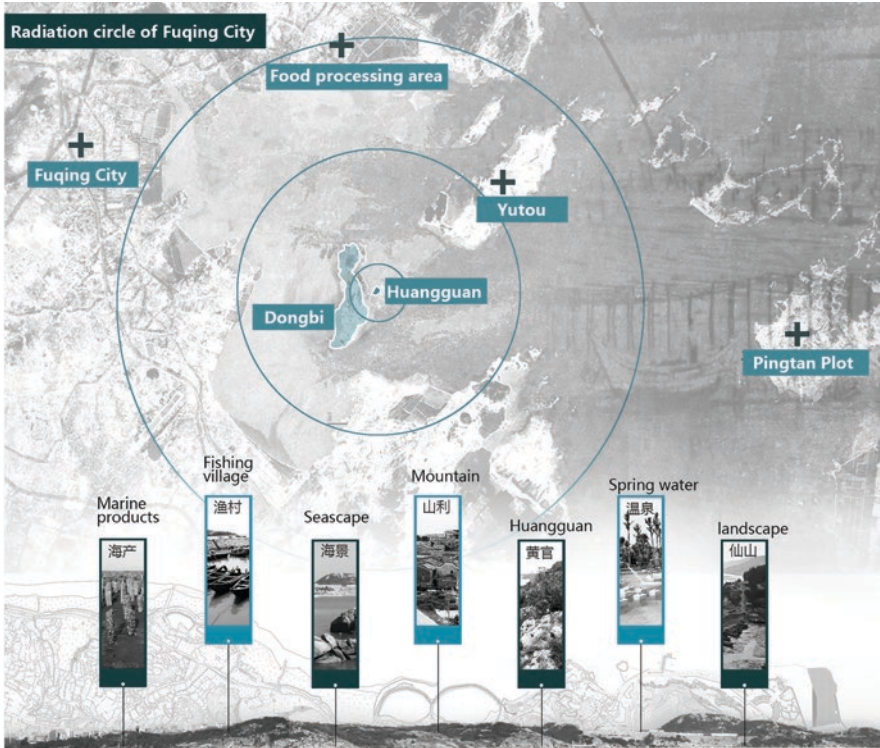 Radiation circle of Fuqing City
Food processing area
Fuqing City
Yutou
Huangguan
Dongbi
Pingtan Plot
Marine
products
海产
Fishing
village
渔村
Seascape
海景
Mountain
山利
Huangguan
黄官
Spring water
温泉
landscape
仙山